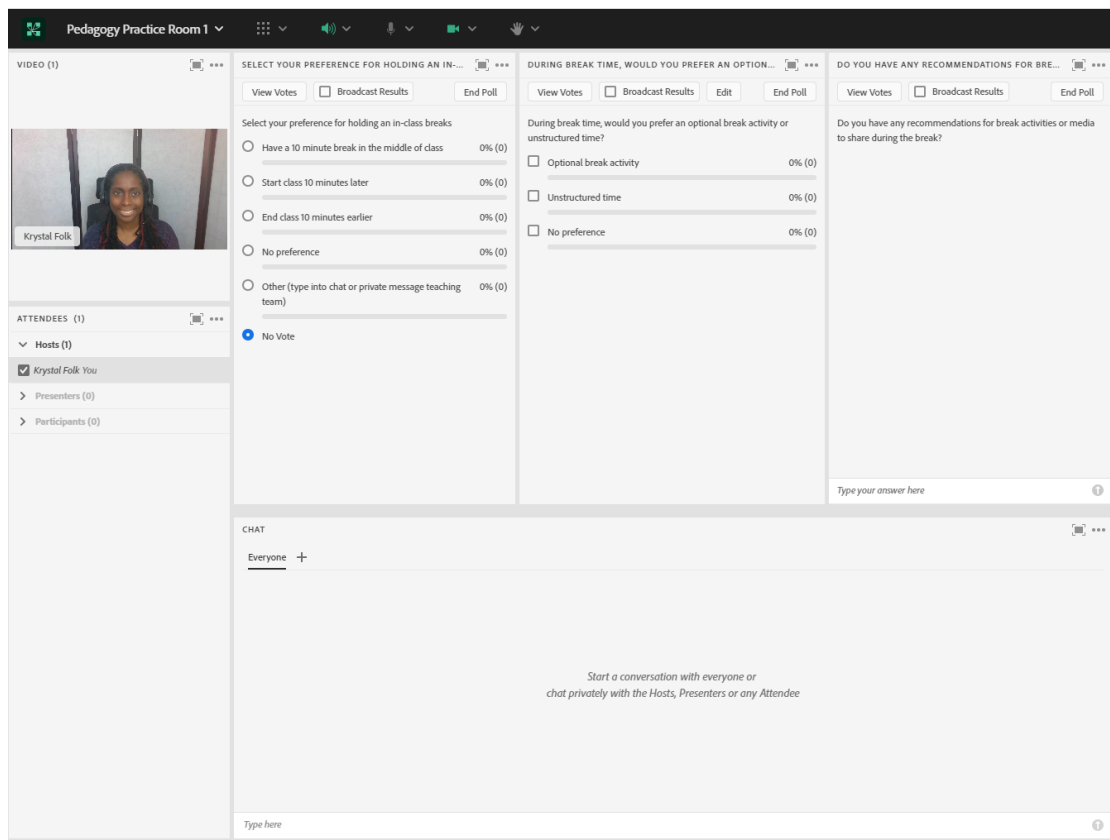 Pedagogy Practice Room 1
VIDEO (1)
Krystal Folk
ATTENDEES (1)
Hosts (1)
Krystal Folk You
Presenters (0)
Participants (0)
SELECT YOUR PREFERENCE FOR HOLDING AN IN-...
View Votes
Broadcast Results
End Poll
Select your preference for holding an in-class breaks
Have a 10 minute break in the middle of class 0% (0)
Start class 10 minutes later 0% (0)
End class 10 minutes earlier 0% (0)
No preference 0% (0)
Other (type into chat or private message teaching 0% (0)
team)
No Vote
DURING BREAK TIME, WOULD YOU PREFER AN OPTION...
View Votes
Broadcast Results
Edit
End Poll
During break time, would you prefer an optional break activity or
unstructured time?
Optional break activity 0% (0)
Unstructured time 0% (0)
No preference 0% (0)
DO YOU HAVE ANY RECOMMENDATIONS FOR BRE...
View Votes
Broadcast Results
End Poll
Do you have any recommendations for break activities or media
to share during the break?
Type your answer here
CHAT
Everyone
Start a conversation with everyone or
chat privately with the Hosts, Presenters or any Attendee
Type here